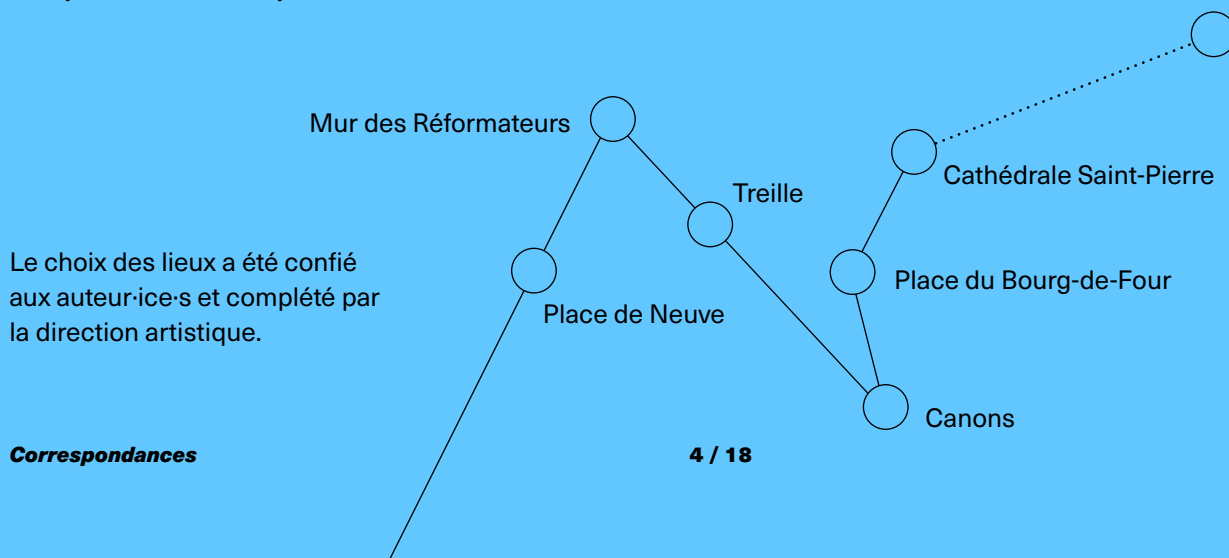 Mur des Réformateurs
Cathédrale Saint-Pierre
Treille
Le choix des lieux a été confié
aux auteur·ice·s et complété par
la direction artistique.
Place du Bourg-de-Four
Place de Neuve
Canons
Correspondances
4 / 18